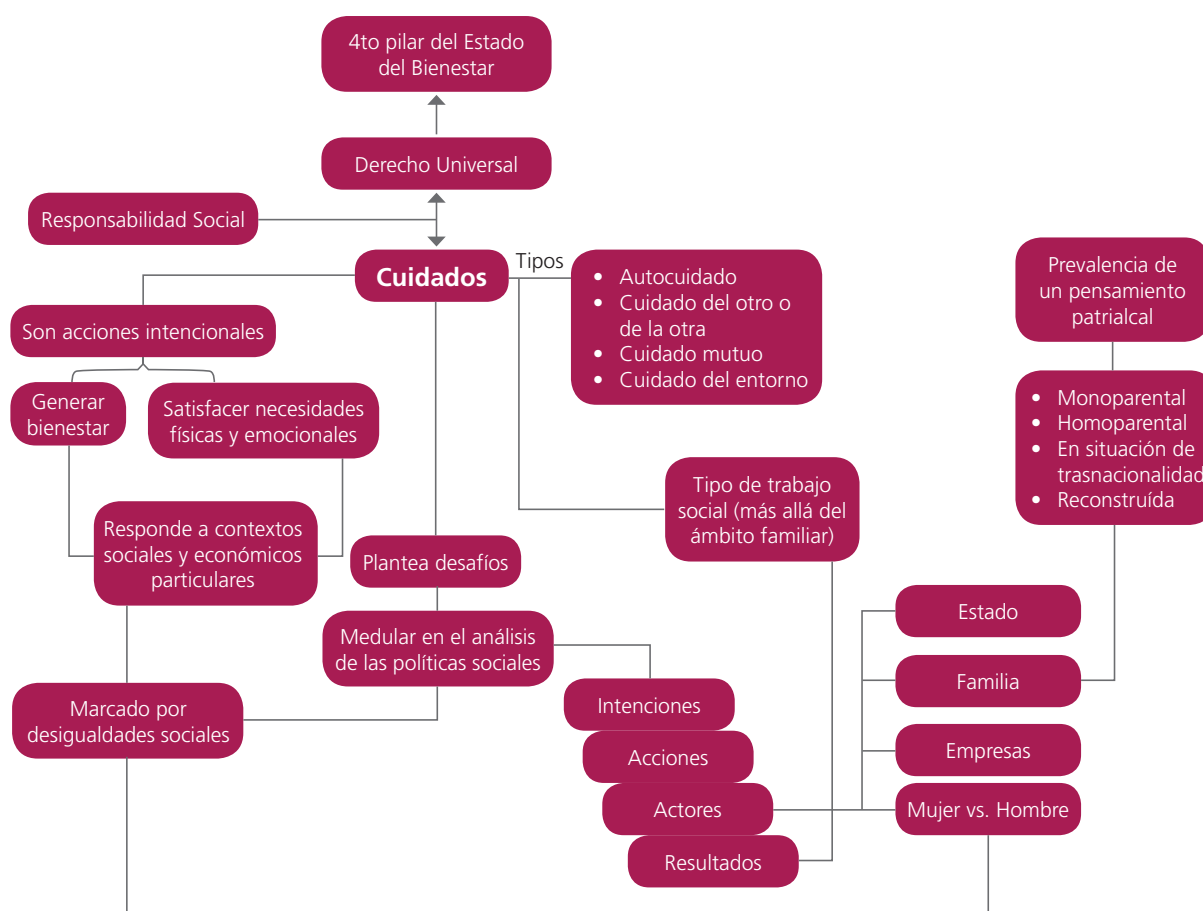 4to pilar del Estado
del Bienestar
Derecho Universal
Responsabilidad Social
Cuidados
Tipos
• Autocuidado
• Cuidado del otro o
de la otra
• Cuidado mutuo
• Cuidado del entorno
Prevalencia de
un pensamiento
patrialcal
Son acciones intencionales
Generar
bienestar
Satisfacer necesidades
físicas y emocionales
• Monoparental
• Homoparental
• En situación de
trasnacionalidad
• Reconstruída
Tipo de trabajo
social (más allá del
ámbito familiar)
Responde a contextos
sociales y económicos
particulares
Plantea desafíos
Medular en el análisis
de las políticas sociales
Marcado por
desigualdades sociales
Intenciones
Acciones
Actores
Resultados
Estado
Familia
Empresas
Mujer vs. Hombre